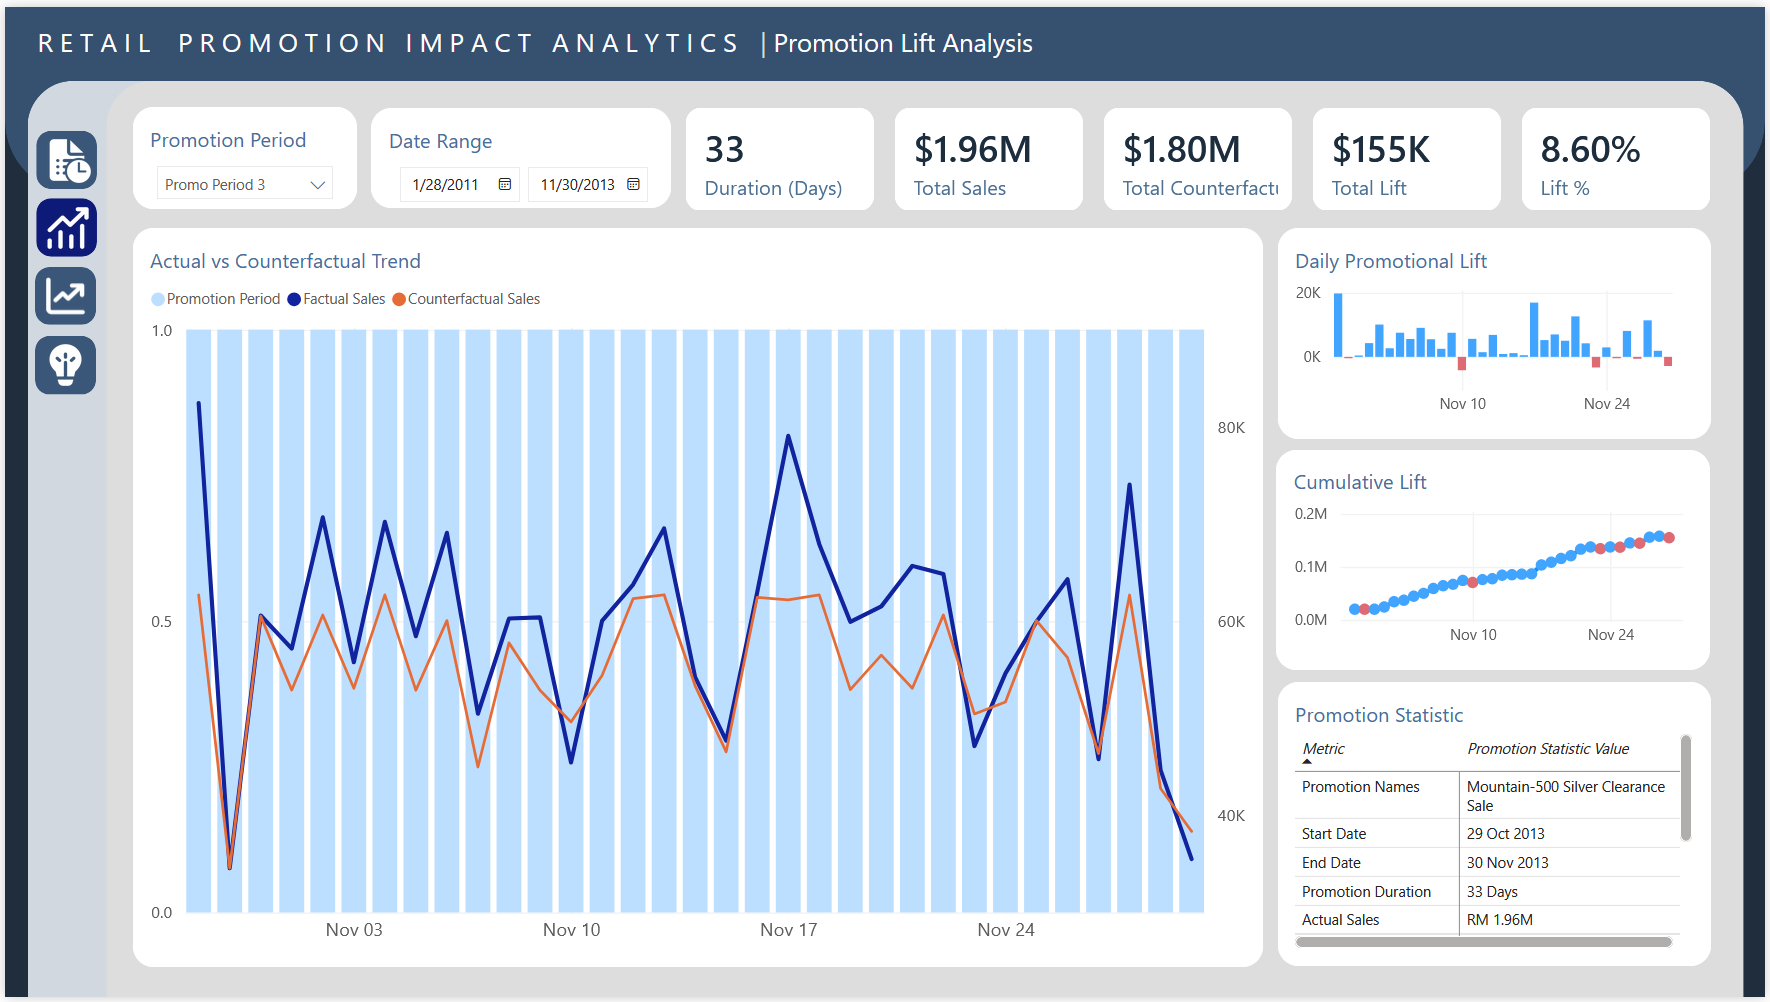 RETAIL PROMOTION IMPACT ANALYTICS | Promotion Lift Analysis
Promotion Period
Promo Period 3
Date Range
1/28/2011
11/30/2013
33
Duration (Days)
$1.96M
Total Sales
$1.80M
Total Counterfactu
$155K
Total Lift
8.60%
Lift %
Actual vs Counterfactual Trend
Promotion Period Factual Sales Counterfactual Sales
1.0
0.5
0.0
80K
60K
40K
Nov 03 Nov 10 Nov 17 Nov 24
Daily Promotional Lift
20K
0K
Nov 10 Nov 24
Cumulative Lift
0.2M
0.1M
0.0M
Nov 10 Nov 24
Promotion Statistic
Metric Promotion Statistic Value
Promotion Names Mountain-500 Silver Clearance
Sale
Start Date 29 Oct 2013
End Date 30 Nov 2013
Promotion Duration 33 Days
Actual Sales RM 1.96M